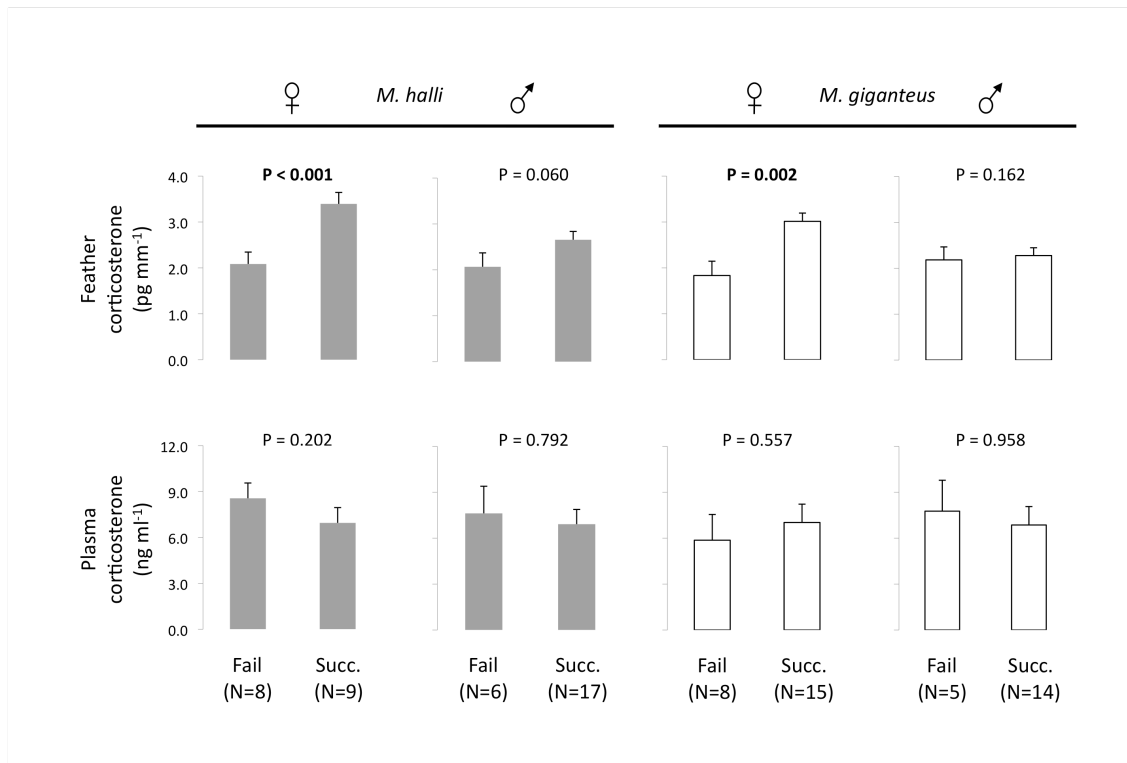 ♀ M. halli ♂ ♀ M. giganteus ♂
P < 0.001 P = 0.060 P = 0.002 P = 0.162
Feather
corticosterone
(pg mm-1)
4.0
3.0
2.0
1.0
0.0
P = 0.202 P = 0.792 P = 0.557 P = 0.958
Plasma
corticosterone
(ng ml-1)
12.0
9.0
6.0
3.0
0.0
Fail Succ. Fail Succ. Fail Succ. Fail Succ.
(N=8) (N=9) (N=6) (N=17) (N=8) (N=15) (N=5) (N=14)